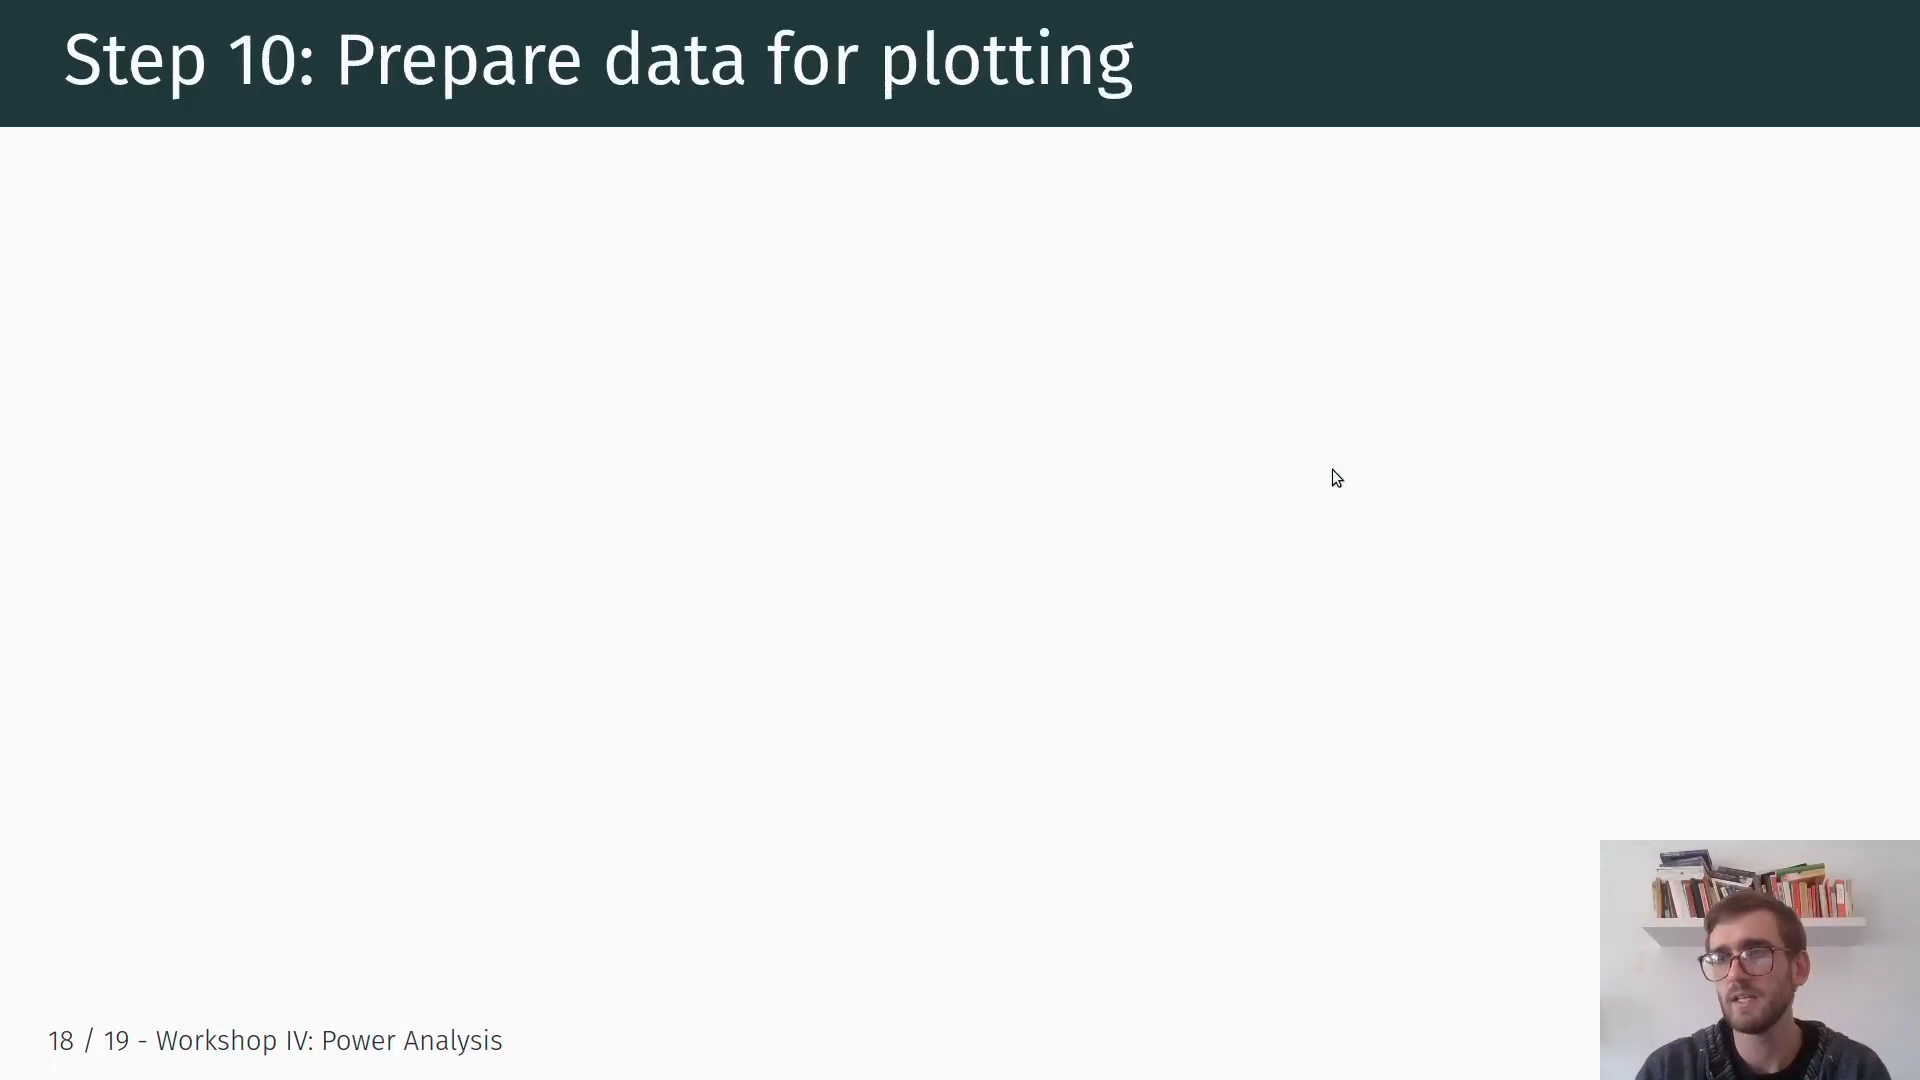 Step 10: Prepare data for plotting
18 / 19 - Workshop IV: Power Analysis